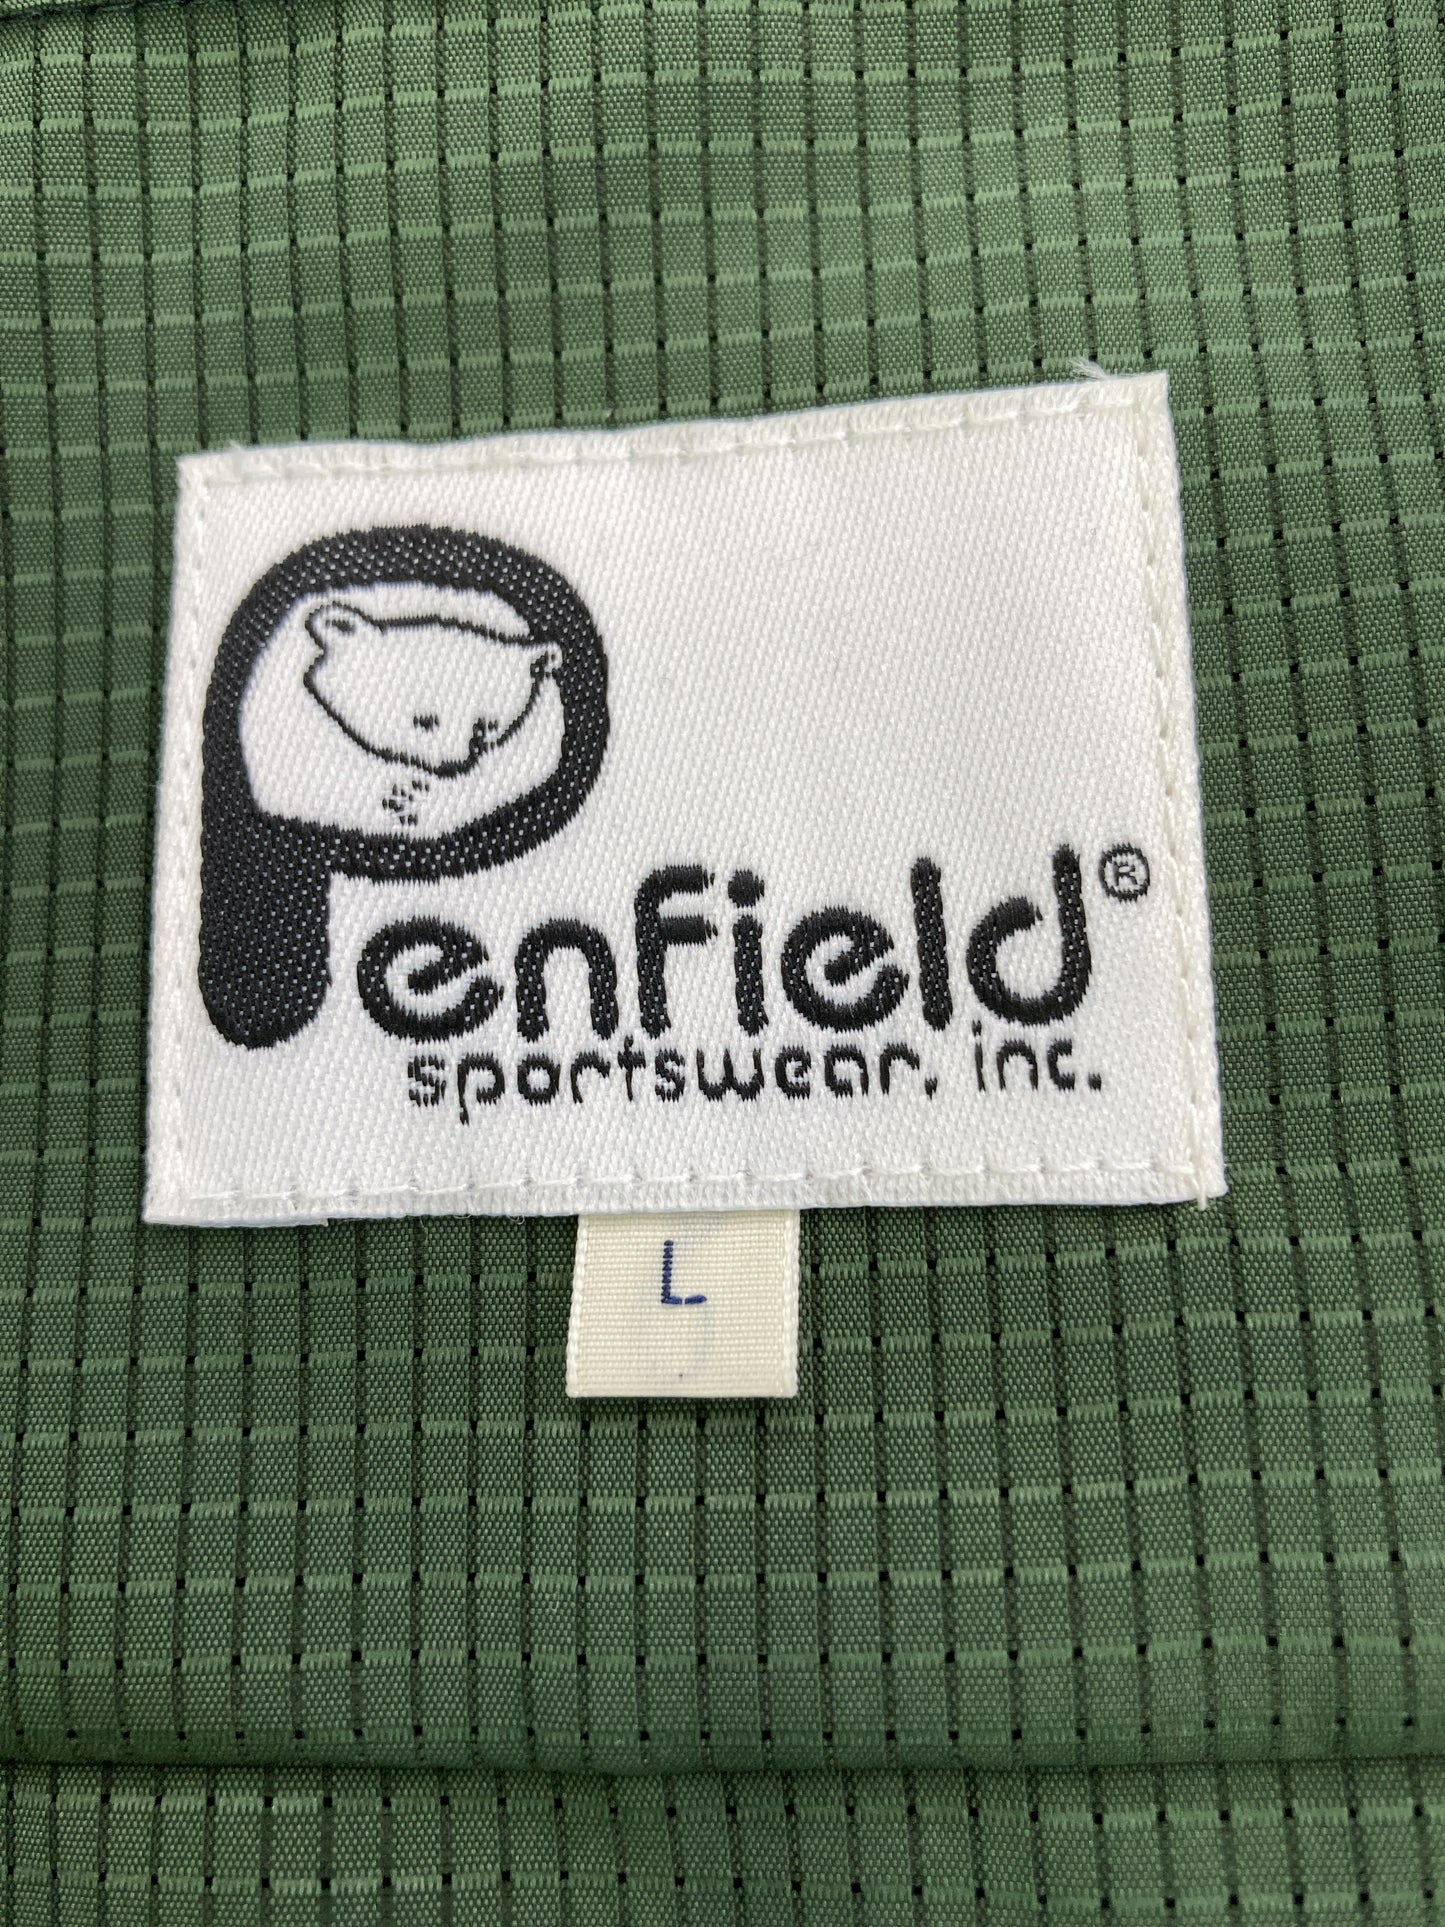 Penfield®
sportswear, inc.
L